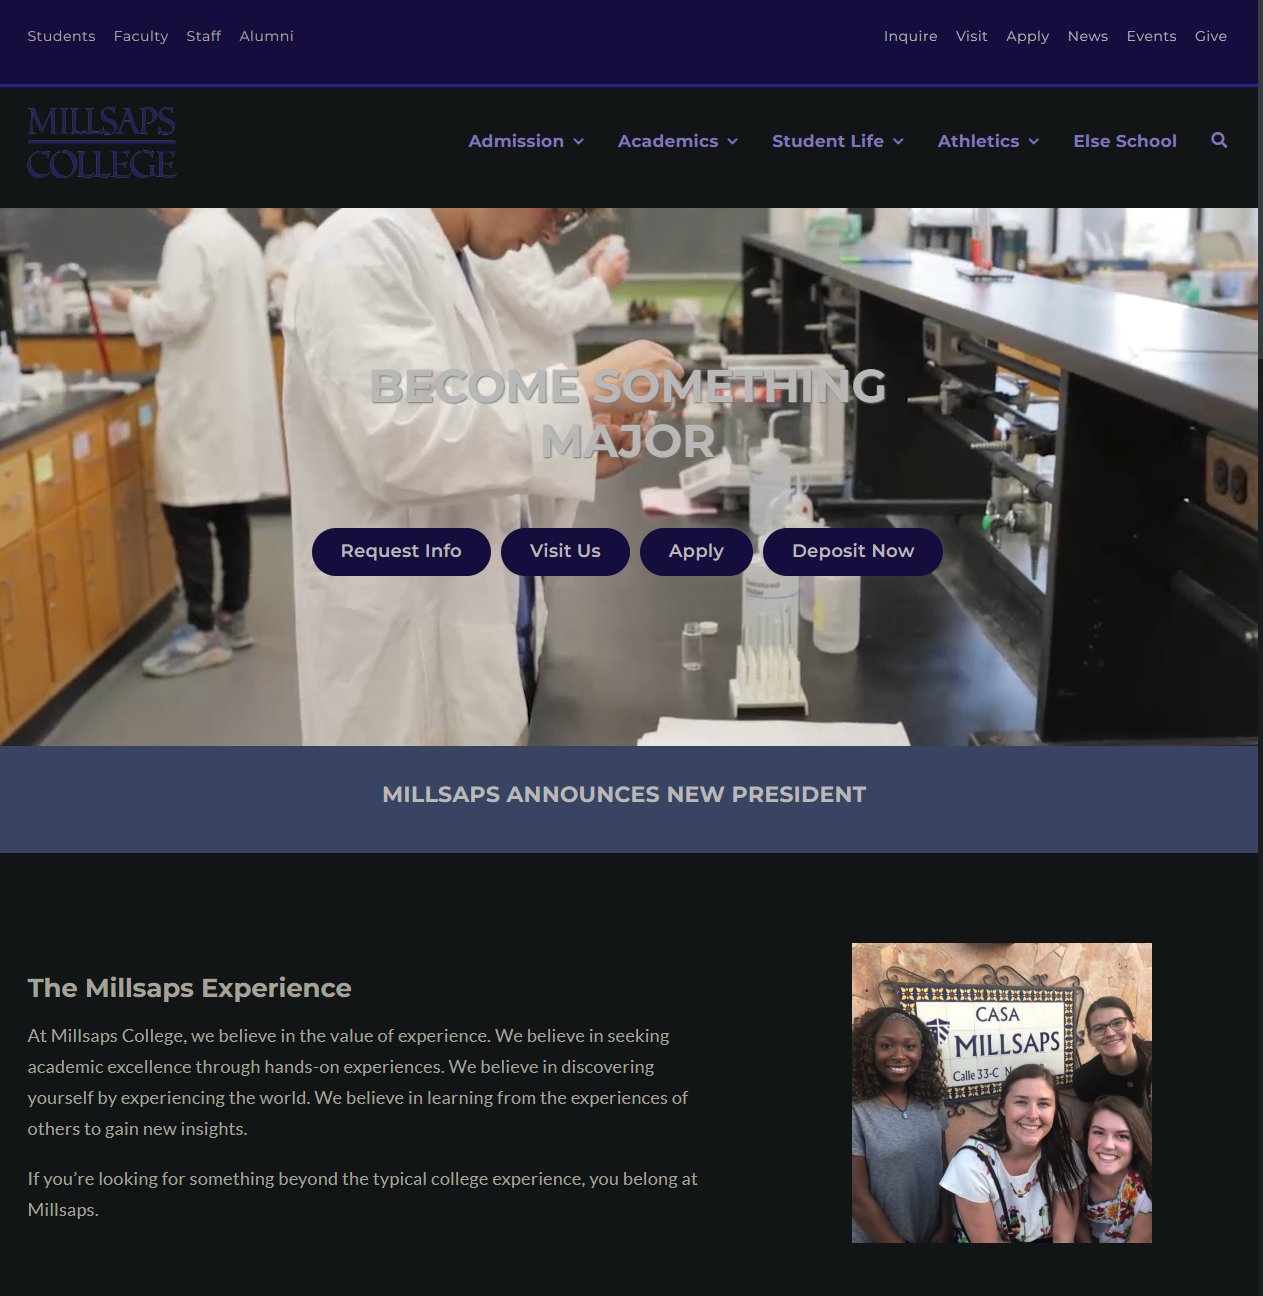 Students Faculty Staff Alumni
Inquire Visit Apply News Events Give
MILLSAPS
COLLEGE
Admission Academics Student Life Athletics Else School
BECOME SOMETHING
MAJOR
Request Info Visit Us Apply Deposit Now
MILLSAPS ANNOUNCES NEW PRESIDENT
The Millsaps Experience
At Millsaps College, we believe in the value of experience. We believe in seeking
academic excellence through hands-on experiences. We believe in discovering
yourself by experiencing the world. We believe in learning from the experiences of
others to gain new insights.
If you’re looking for something beyond the typical college experience, you belong at
Millsaps.
CASA
MILLSAPS
Calle 33-C